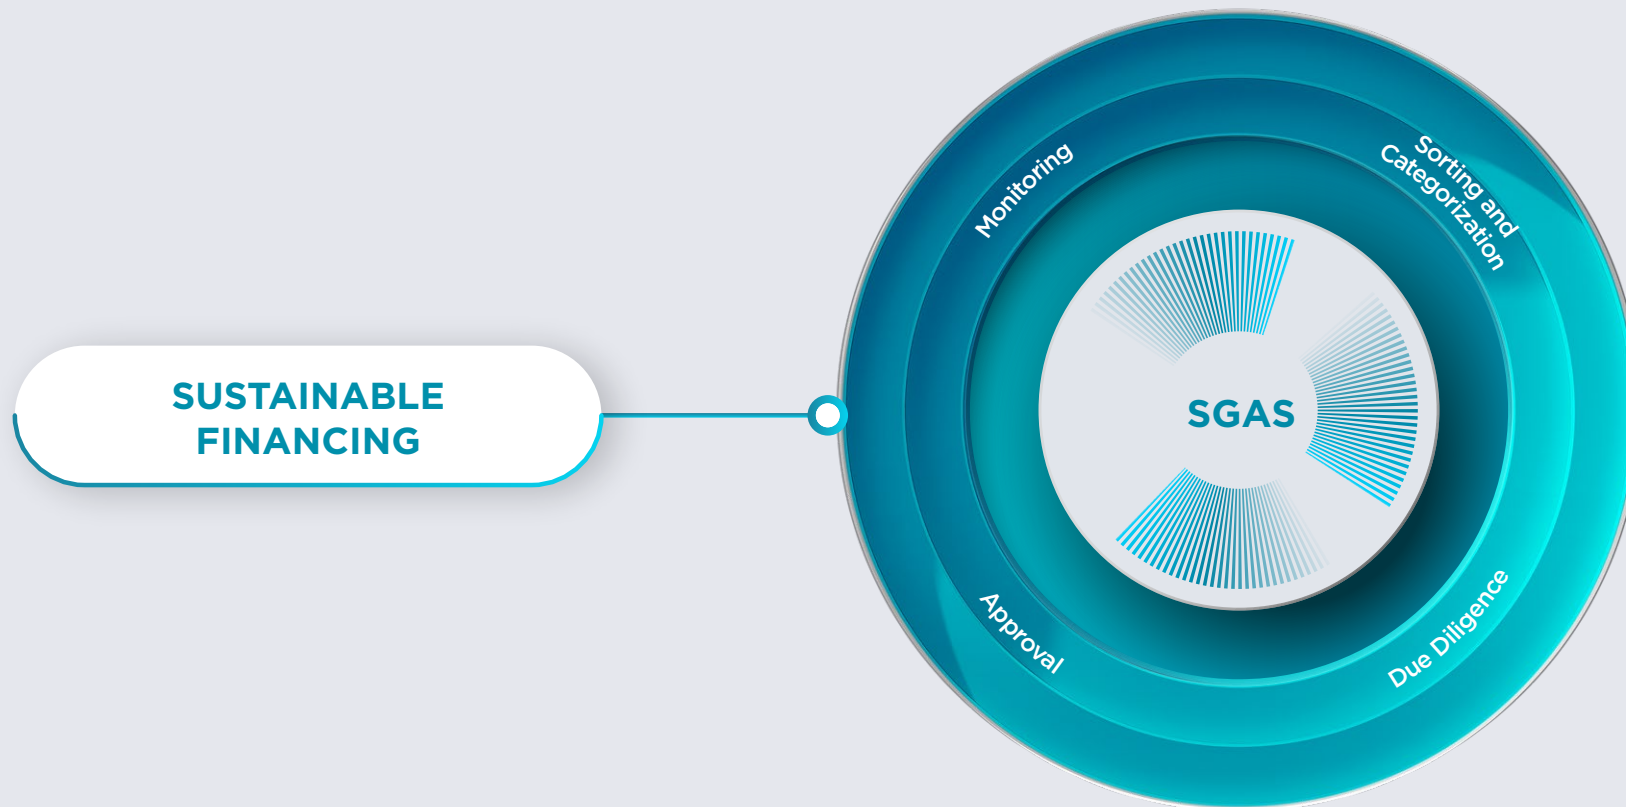 SUSTAINABLE
FINANCING
Monitoring
Sorting and
Categorization
SGAS
Approval
Due Diligence